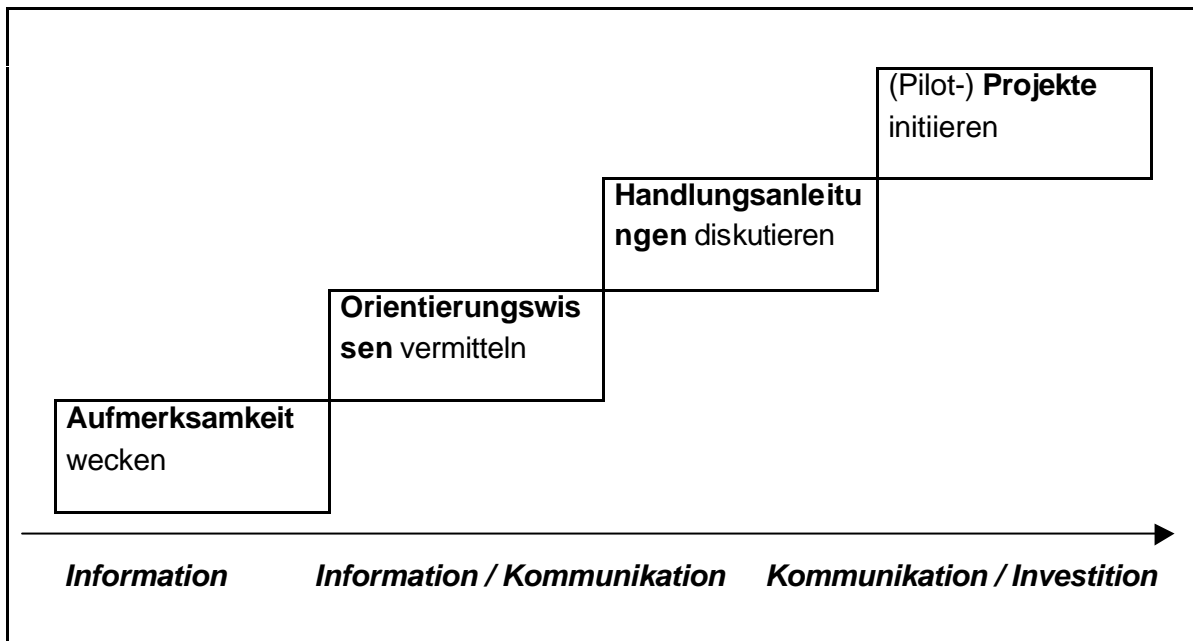 (Pilot-) Projekte
initiieren
Handlungsanleitu
ngen diskutieren
Orientierungswis
sen vermitteln
Aufmerksamkeit
wecken
Information Information / Kommunikation Kommunikation / Investition